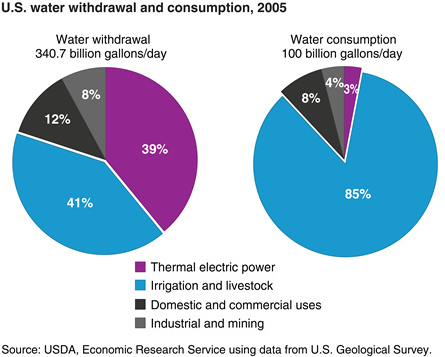 U.S. water withdrawal and consumption, 2005
Water withdrawal
340.7 billion gallons/day
Water consumption
100 billion gallons/day
8%
12%
39%
41%
4%
3%
8%
85%
Thermal electric power
Irrigation and livestock
Domestic and commercial uses
Industrial and mining
Source: USDA, Economic Research Service using data from U.S. Geological Survey.